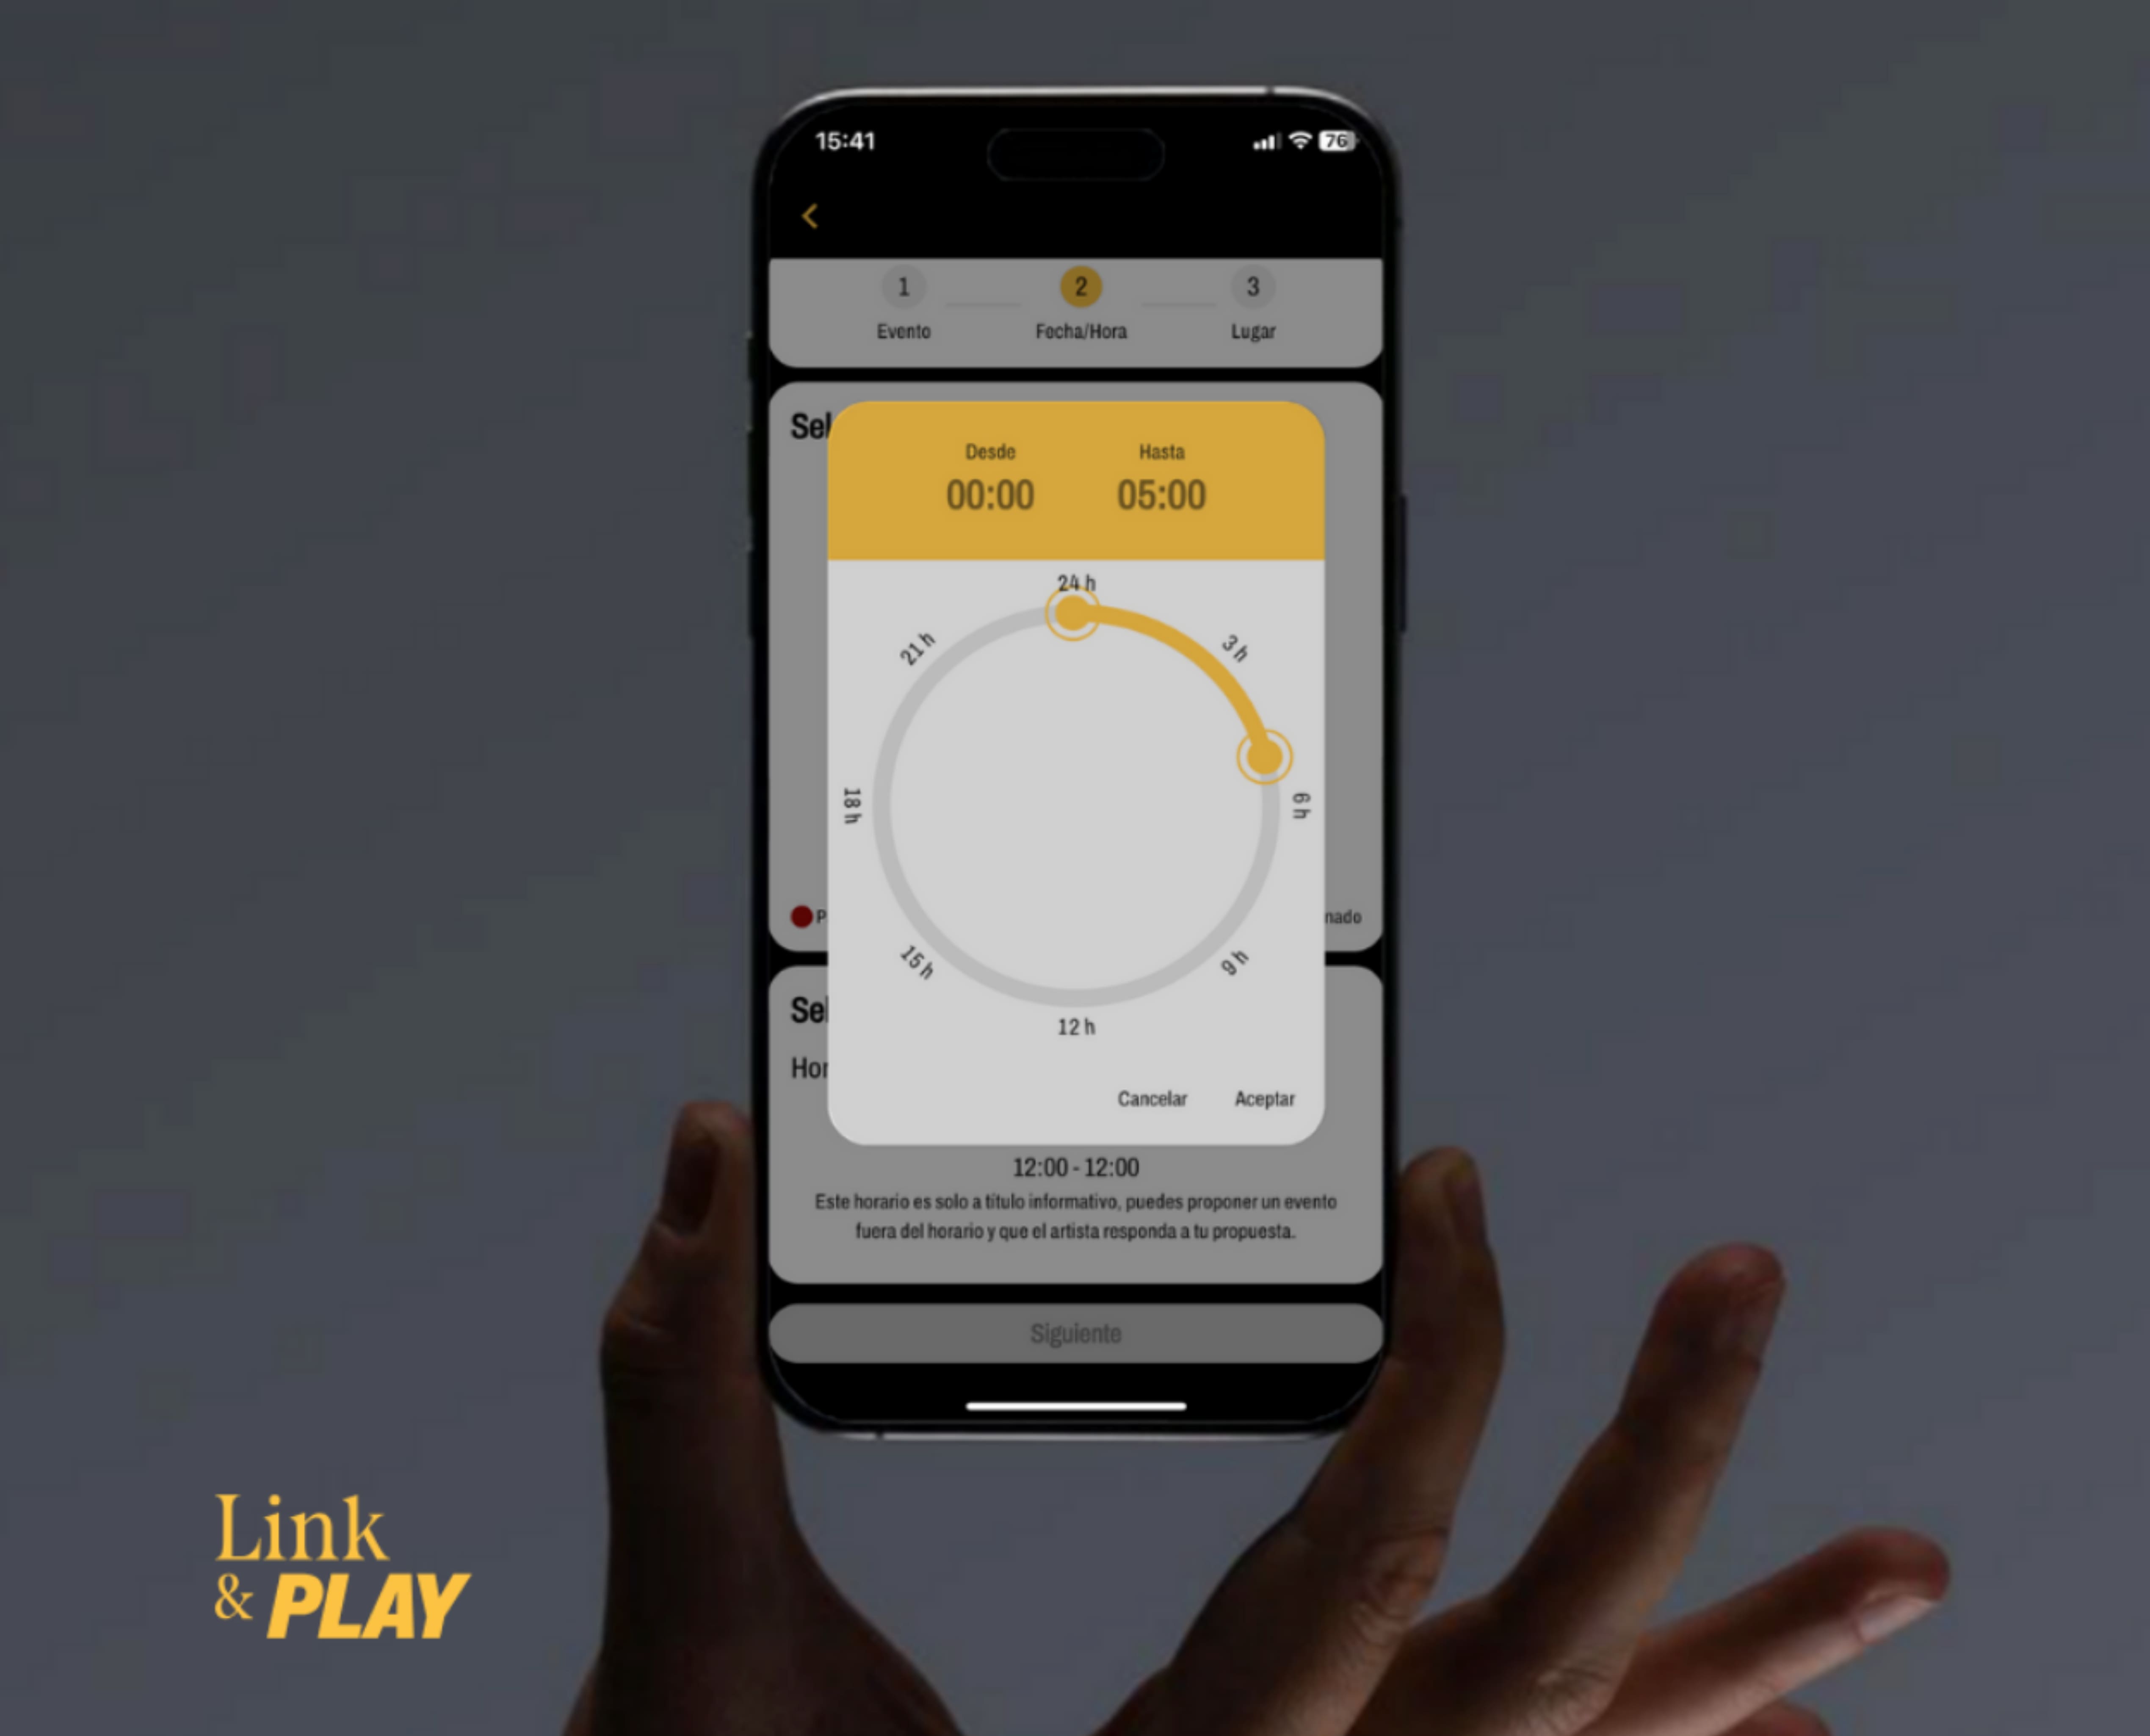 15:41
76
1
2
3
Evento
Fecha/Hora
Lugar
Sel
Desde
Hasta
00:00
05:00
24 h
21 h
3 h
18 h
6 h
P
nado
15 h
9 h
12 h
Sel
Hor
Cancelar
Aceptar
12:00 - 12:00
Este horario es solo a título informativo, puedes proponer un evento
fuera del horario y que el artista responda a tu propuesta.
Siguiente
Link
& PLAY